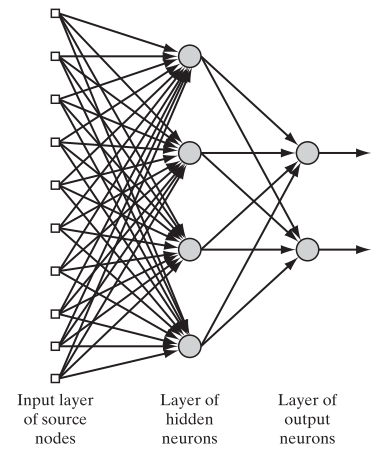 Input layer
of source
nodes
Layer of
hidden
neurons
Layer of
output
neurons